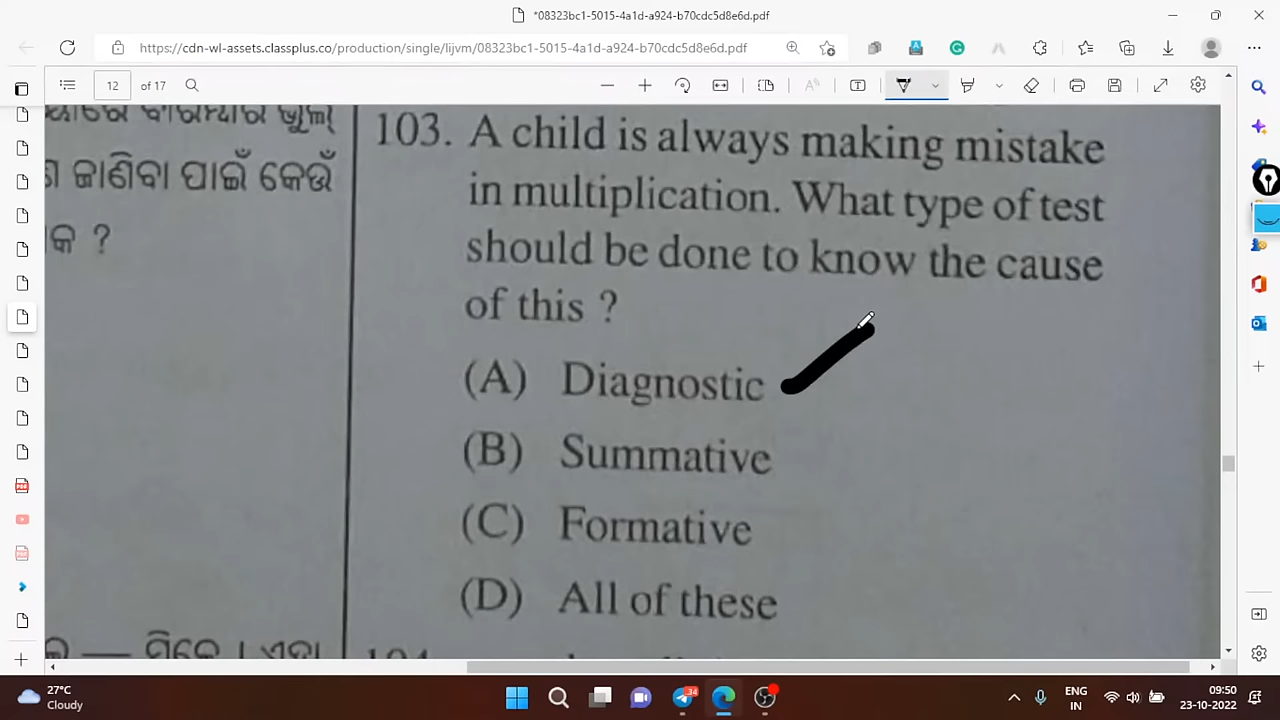 *08323bc1-5015-4a1d-a924-b70cdc5d8e6d.pdf
https://cdn-wl-assets.classplus.co/production/single/lijvm/08323bc1-5015-4a1d-a924-b70cdc5d8e6d.pdf
12 of 17
ଜାଣିବା ପାଇଁ କେଉଁ
?
103. A child is always making mistake
in multiplication. What type of test
should be done to know the cause
of this ?
(A) Diagnostic
(B) Summative
(C) Formative
(D) All of these
34
27°C
Cloudy
ENG
IN
09:50
23-10-2022